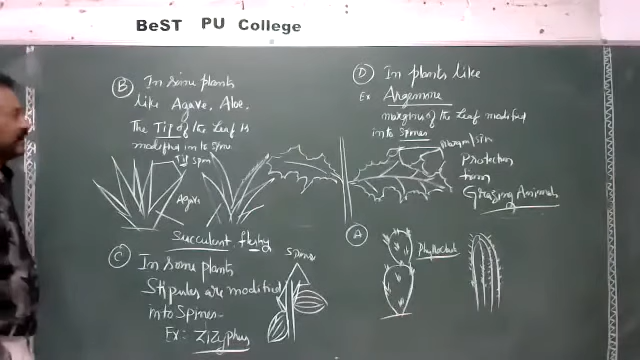 BeST PU College
(B) In some plants
like Agave, Aloe.
The Tip of the Leaf is
modified into Spine
Tip Spine
Agave
Succulent fleshy
(C) In some plants
Stipules are modified
into Spines-
Ex: Zizyphus
Spines
(D) In plants like
Ex Argemone
margins of the Leaf modified
into Spines
Protection
from
Grazing Animals
(A)
Phylloclade